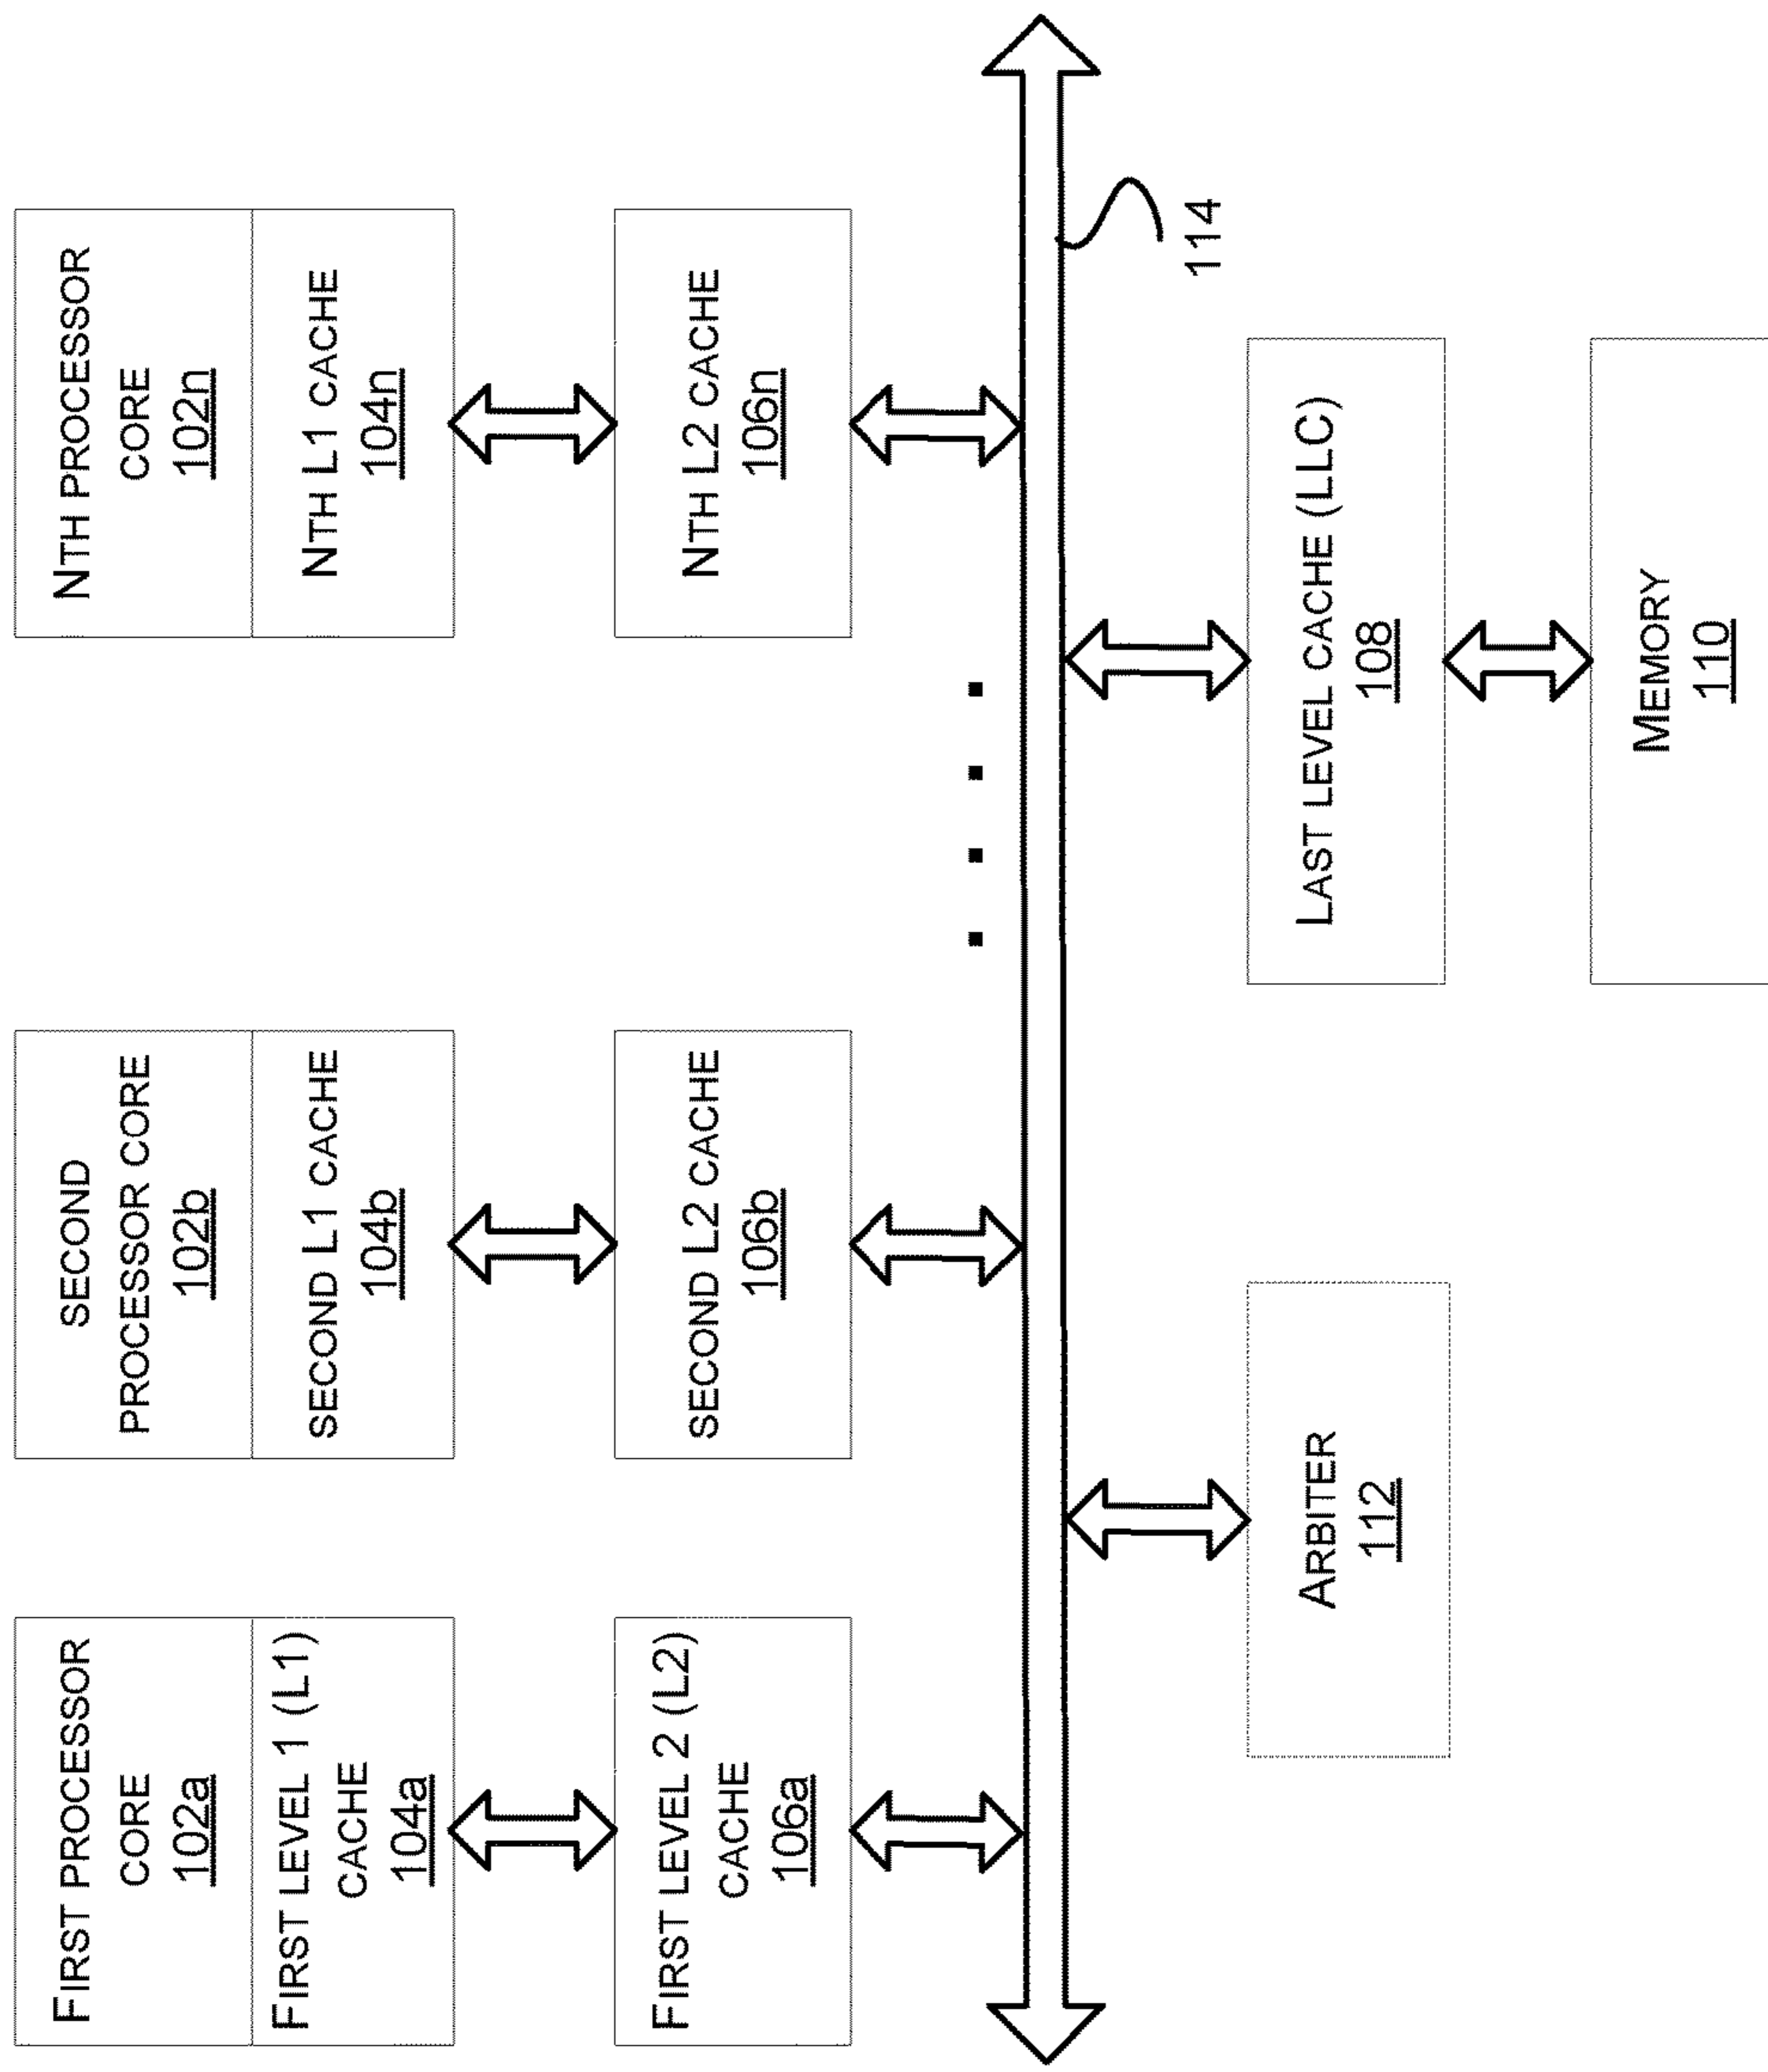 FIRST PROCESSOR
CORE
102a
FIRST LEVEL 1 (L1)
CACHE
104a
FIRST LEVEL 2 (L2)
CACHE
106a
SECOND
PROCESSOR CORE
102b
SECOND L1 CACHE
104b
SECOND L2 CACHE
106b
NTH PROCESSOR
CORE
102n
NTH L1 CACHE
104n
NTH L2 CACHE
106n
114
ARBITER
112
LAST LEVEL CACHE (LLC)
108
MEMORY
110